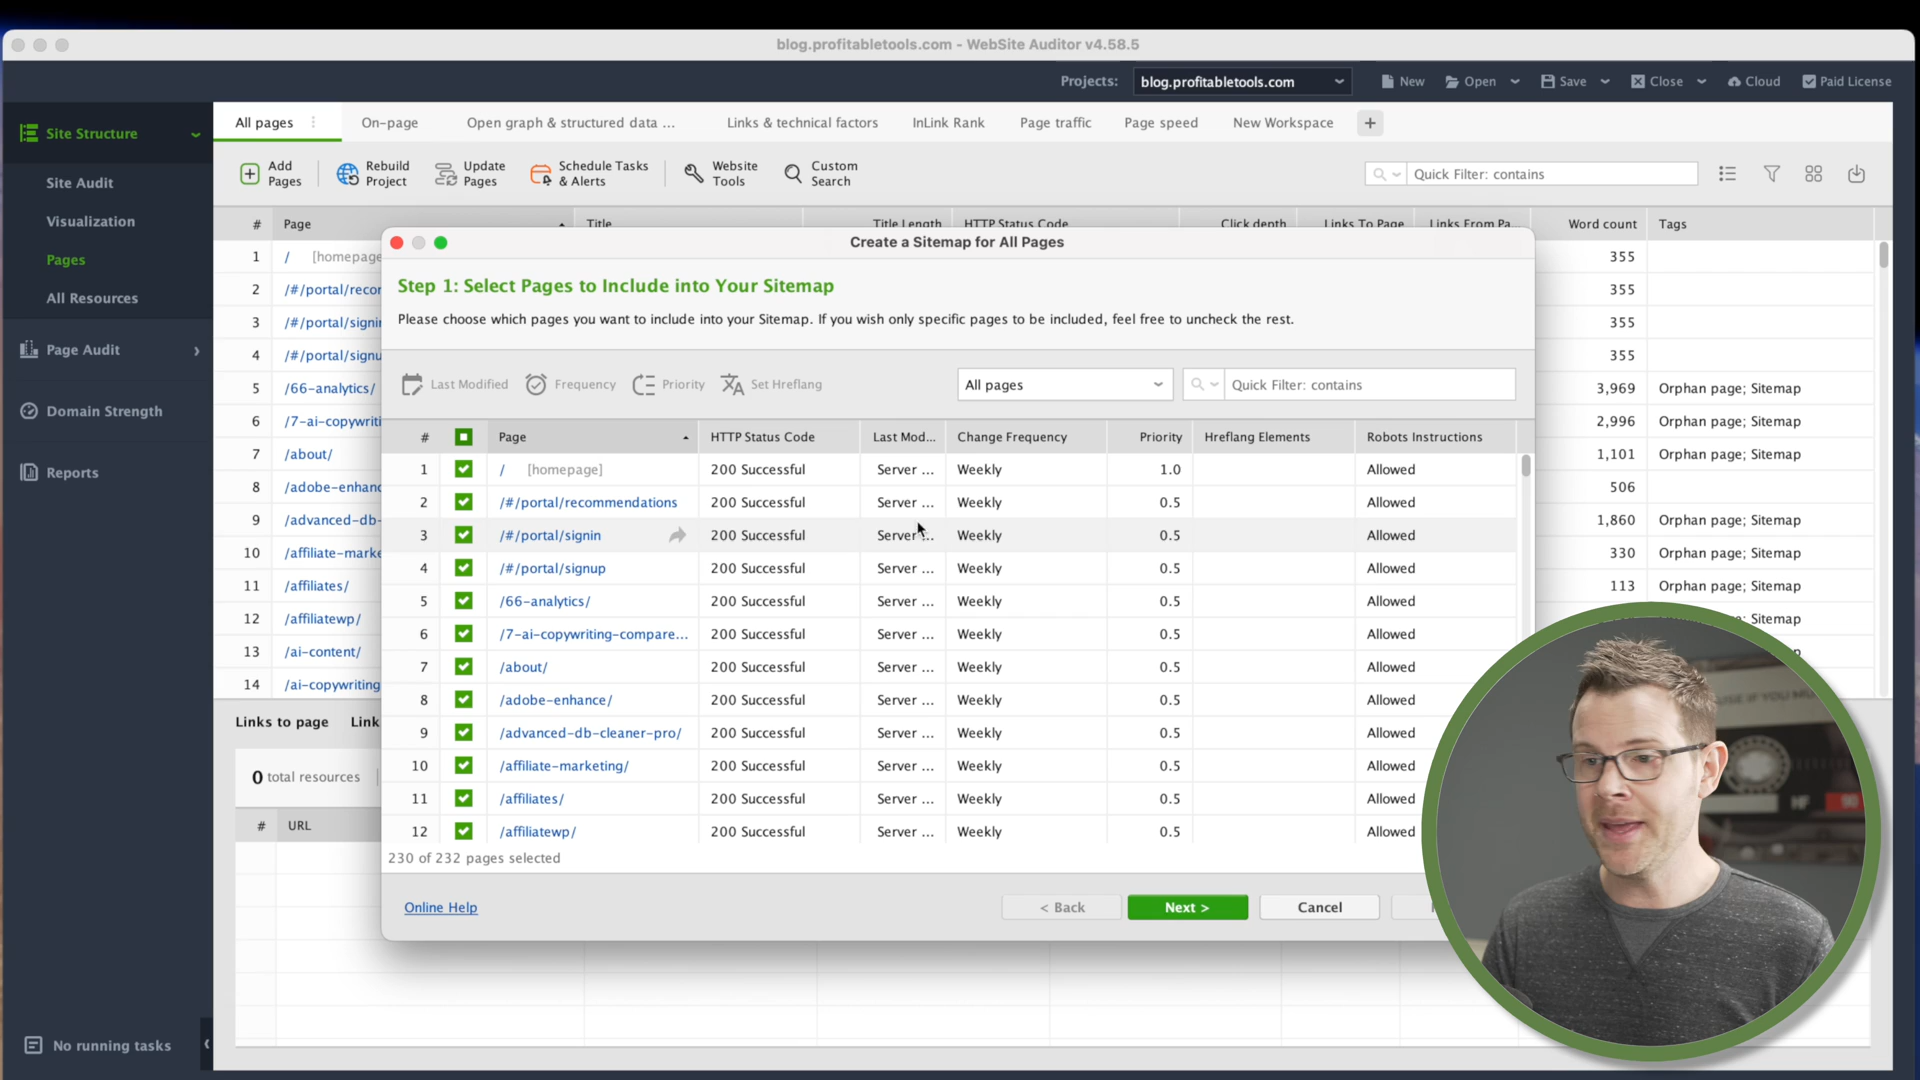 blog.profitabletools.com - WebSite Auditor v4.58.5
Projects: blog.profitabletools.com New Open Save Close Cloud Paid License
Site Structure
Site Audit
Visualization
Pages
All Resources
Page Audit
Domain Strength
Reports
No running tasks
All pages On-page Open graph & structured data ... Links & technical factors InLink Rank Page traffic Page speed New Workspace +
Add Pages Rebuild Project Update Pages Schedule Tasks & Alerts Website Tools Custom Search Quick Filter: contains
# Page Title Title Length HTTP Status Code Click depth Links To Page Links From Pa... Word count Tags
1 / [homepage 355
2 /#/portal/recor 355
3 /#/portal/signi 355
4 /#/portal/signu 355
5 /66-analytics/ 3,969 Orphan page; Sitemap
6 /7-ai-copywriti 2,996 Orphan page; Sitemap
7 /about/ 1,101 Orphan page; Sitemap
8 /adobe-enhanc 506
9 /advanced-db- 1,860 Orphan page; Sitemap
10 /affiliate-marke 330 Orphan page; Sitemap
11 /affiliates/ 113 Orphan page; Sitemap
12 /affiliatewp/ Sitemap
13 /ai-content/
14 /ai-copywriting
Links to page Link
0 total resources
# URL
Create a Sitemap for All Pages
Step 1: Select Pages to Include into Your Sitemap
Please choose which pages you want to include into your Sitemap. If you wish only specific pages to be included, feel free to uncheck the rest.
Last Modified Frequency Priority Set Hreflang All pages Quick Filter: contains
# Page HTTP Status Code Last Mod... Change Frequency Priority Hreflang Elements Robots Instructions
1 / [homepage] 200 Successful Server ... Weekly 1.0 Allowed
2 /#/portal/recommendations 200 Successful Server ... Weekly 0.5 Allowed
3 /#/portal/signin 200 Successful Server ... Weekly 0.5 Allowed
4 /#/portal/signup 200 Successful Server ... Weekly 0.5 Allowed
5 /66-analytics/ 200 Successful Server ... Weekly 0.5 Allowed
6 /7-ai-copywriting-compare... 200 Successful Server ... Weekly 0.5 Allowed
7 /about/ 200 Successful Server ... Weekly 0.5 Allowed
8 /adobe-enhance/ 200 Successful Server ... Weekly 0.5 Allowed
9 /advanced-db-cleaner-pro/ 200 Successful Server ... Weekly 0.5 Allowed
10 /affiliate-marketing/ 200 Successful Server ... Weekly 0.5 Allowed
11 /affiliates/ 200 Successful Server ... Weekly 0.5 Allowed
12 /affiliatewp/ 200 Successful Server ... Weekly 0.5 Allowed
230 of 232 pages selected
Online Help < Back Next > Cancel